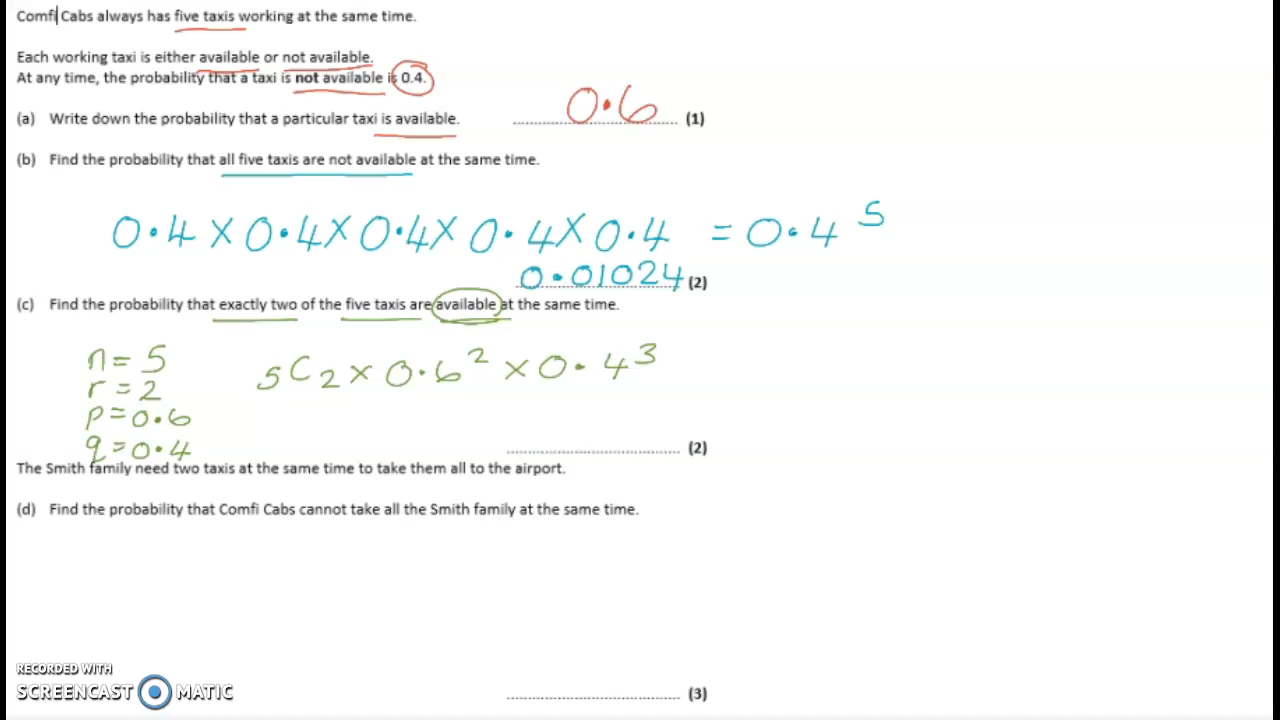 Comfi Cabs always has five taxis working at the same time.
Each working taxi is either available or not available.
At any time, the probability that a taxi is not available is 0.4.
(a) Write down the probability that a particular taxi is available. 0.6 (1)
(b) Find the probability that all five taxis are not available at the same time.
0.4 × 0.4 × 0.4 × 0.4 × 0.4 = 0.4⁵
0.01024 (2)
(c) Find the probability that exactly two of the five taxis are available at the same time.
n = 5
5C2 × 0.6² × 0.4³
r = 2
p = 0.6
q = 0.4
(2)
The Smith family need two taxis at the same time to take them all to the airport.
(d) Find the probability that Comfi Cabs cannot take all the Smith family at the same time.
RECORDED WITH
SCREENCAST MATIC
(3)